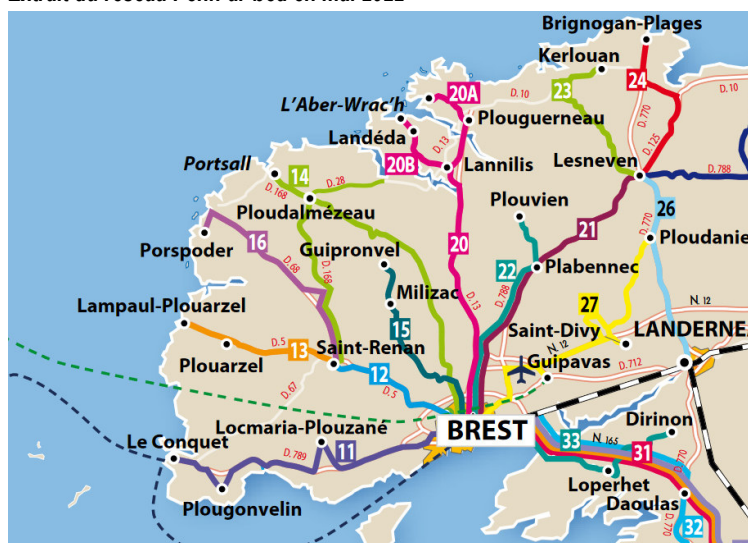 Brignogan-Plages
Kerlouan
24
20A
D. 10
23
D. 770
D. 10
L'Aber-Wrac'h
Plouguerneau
Landéda
D. 13
D. 125
20B
Lannilis
Lesneven
D. 788
Portsall
14
D. 28
D. 168
Plouvien
26
Ploudalmézeau
21
D. 770
16
Guipronvel
20
22
Ploudanie
Porspoder
D. 68
D. 168
D. 788
Plabennec
Milizac
27
Lampaul-Plouarzel
D. 13
N. 12
15
Saint-Divy
LANDERNE
D. 5
13
Saint-Renan
N. 12
Plouarzel
12
Guipavas
D. 712
D. 67
D. 5
Dirinon
Locmaria-Plouzané
BREST
33
N. 165
Le Conquet
11
31
D. 789
D. 770
Loperhet
Plougonvelin
Daoulas
D. 770
32